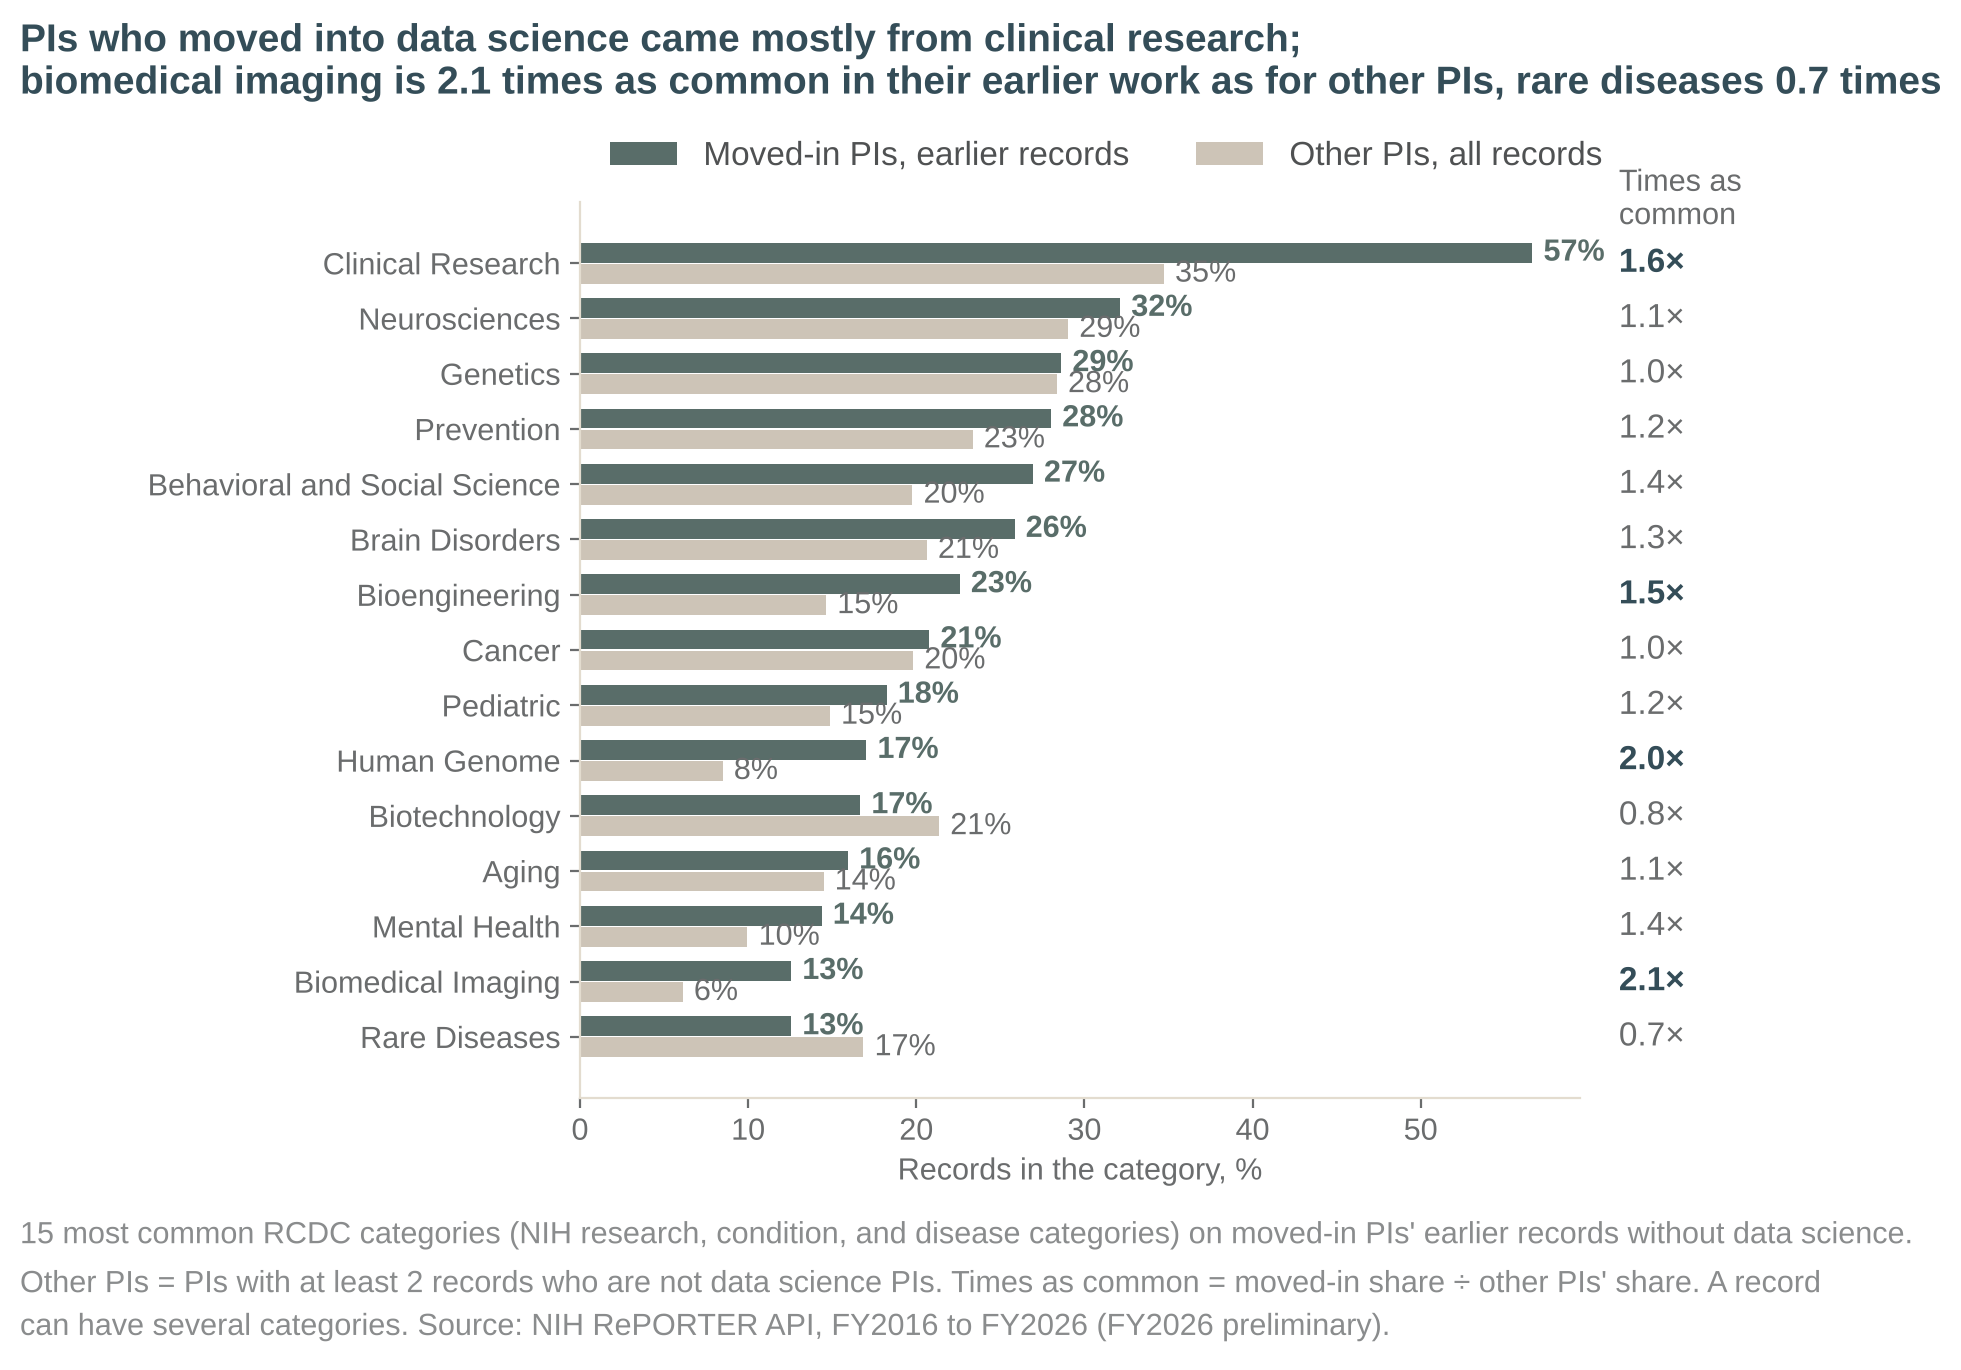 PIs who moved into data science came mostly from clinical research;
biomedical imaging is 2.1 times as common in their earlier work as for other PIs, rare diseases 0.7 times
Moved-in PIs, earlier records
Other PIs, all records
Times as
common
Clinical Research 57% 35% 1.6×
Neurosciences 32% 29% 1.1×
Genetics 29% 28% 1.0×
Prevention 28% 23% 1.2×
Behavioral and Social Science 27% 20% 1.4×
Brain Disorders 26% 21% 1.3×
Bioengineering 23% 15% 1.5×
Cancer 21% 20% 1.0×
Pediatric 18% 15% 1.2×
Human Genome 17% 8% 2.0×
Biotechnology 17% 21% 0.8×
Aging 16% 14% 1.1×
Mental Health 14% 10% 1.4×
Biomedical Imaging 13% 6% 2.1×
Rare Diseases 13% 17% 0.7×
0 10 20 30 40 50
Records in the category, %
15 most common RCDC categories (NIH research, condition, and disease categories) on moved-in PIs' earlier records without data science.
Other PIs = PIs with at least 2 records who are not data science PIs. Times as common = moved-in share ÷ other PIs' share. A record
can have several categories. Source: NIH RePORTER API, FY2016 to FY2026 (FY2026 preliminary).